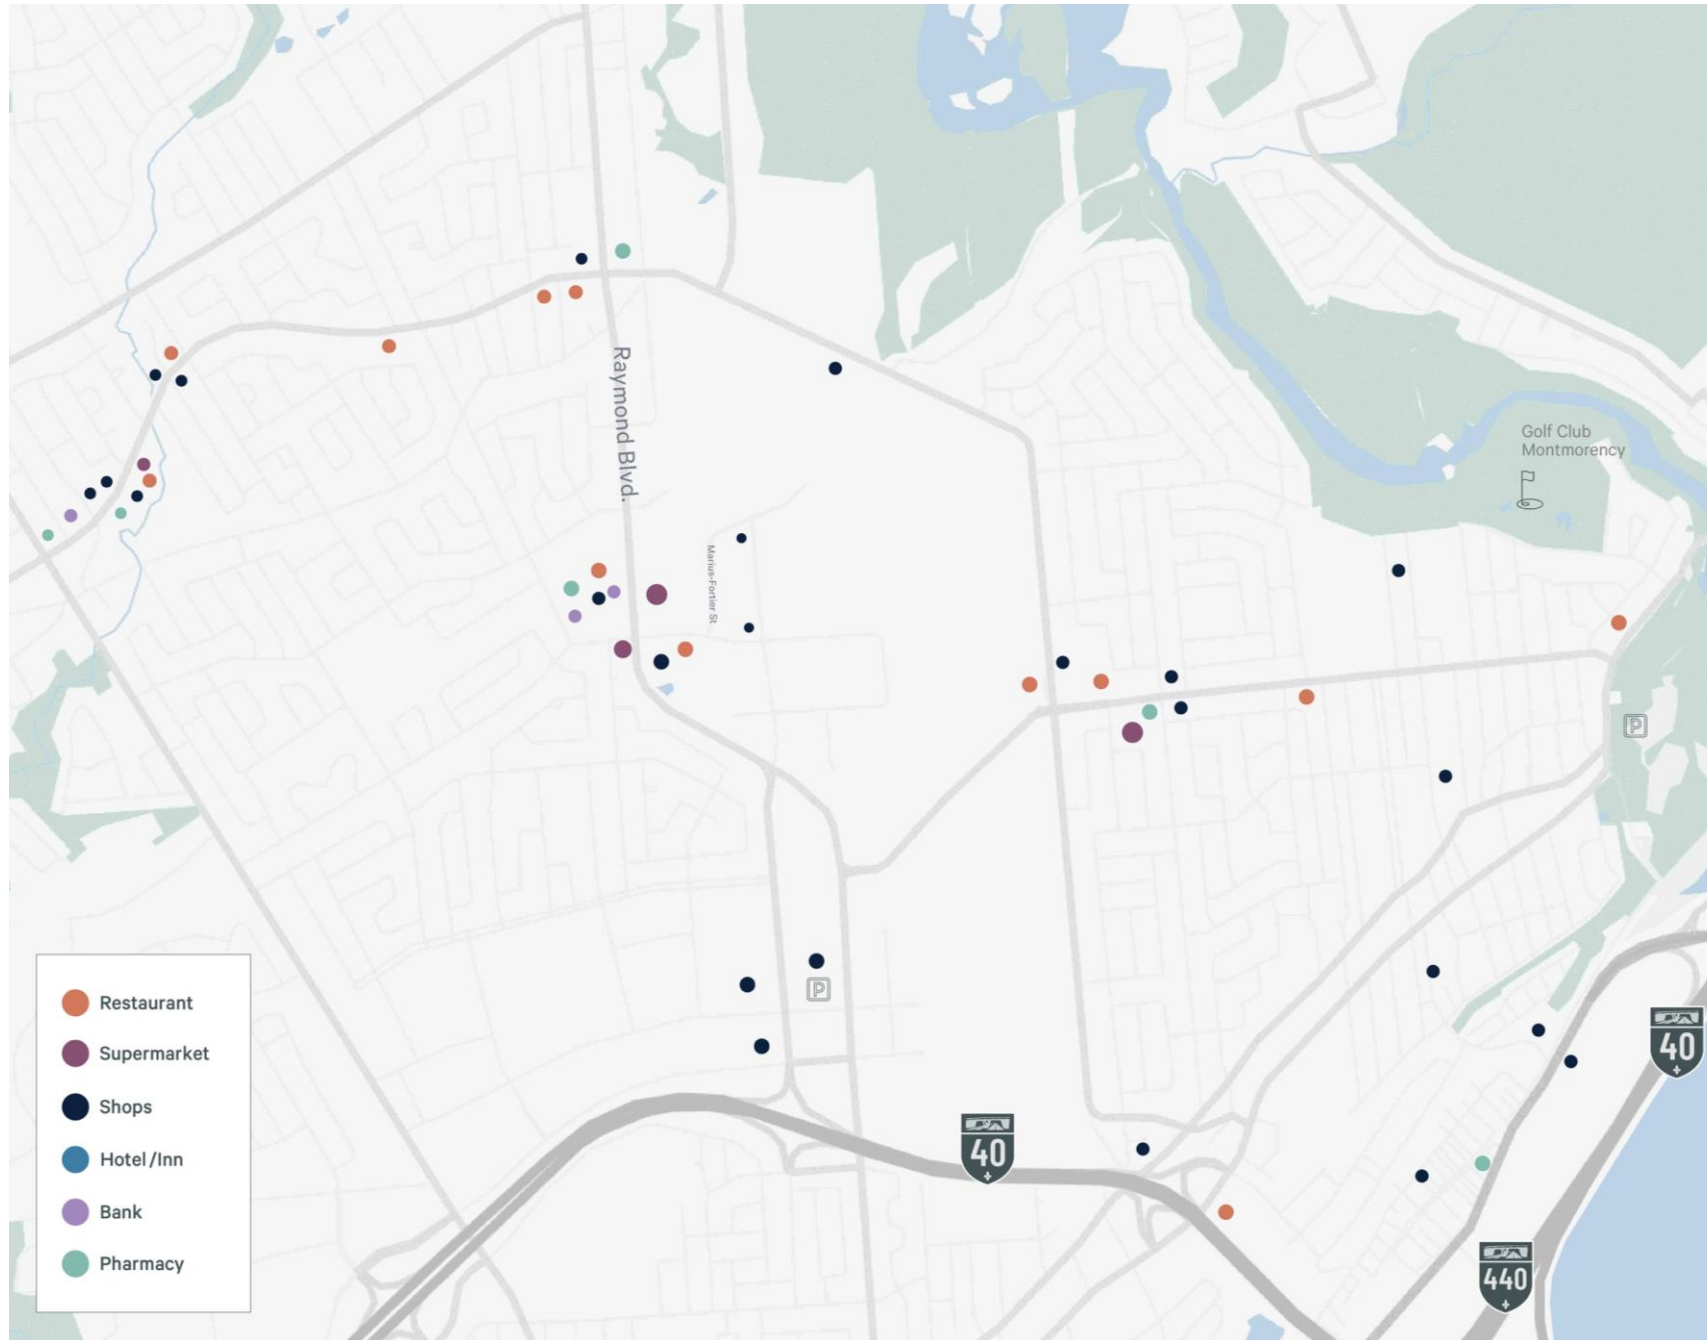 Raymond Blvd.
Golf Club
Montmorency
Marius-Fortier St
P
P
Restaurant
Supermarket
Shops
Hotel/Inn
Bank
Pharmacy
40
40
440